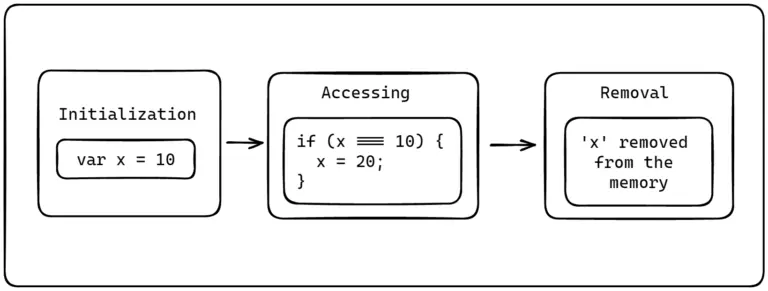 Initialization
var x = 10
Accessing
if (x === 10) {
  x = 20;
}
Removal
'x' removed
from the
memory